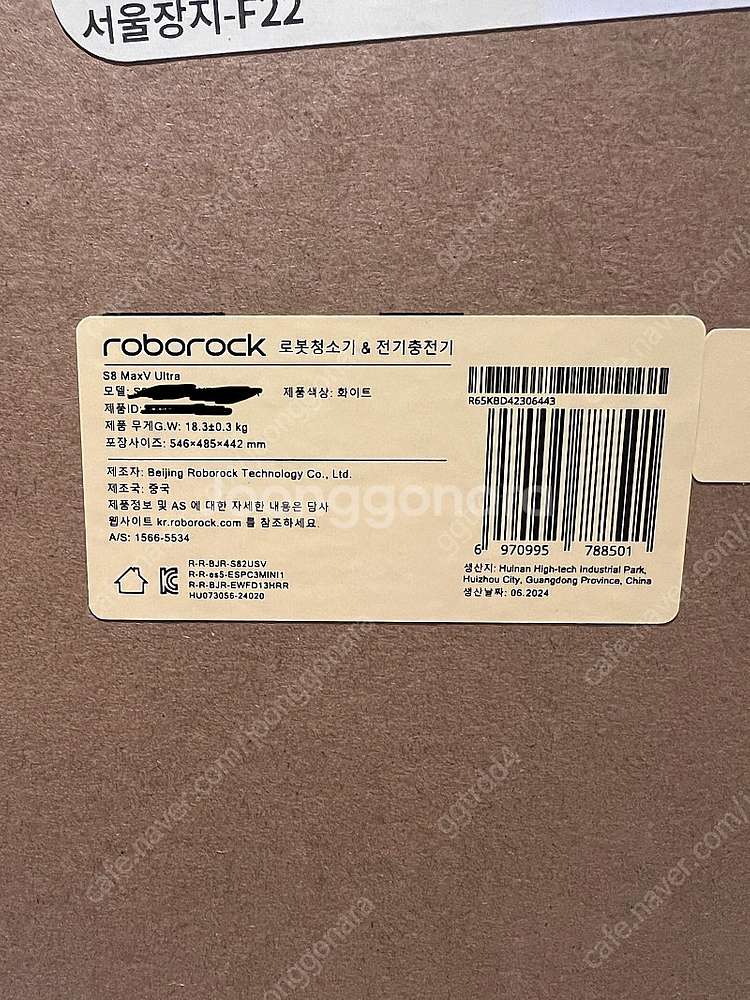 서울장지-F22
roborock 로봇청소기 & 전기충전기
S8 MaxV Ultra
모델: S
제품색상: 화이트
제품ID:
제품 무게G.W: 18.3±0.3 kg
포장사이즈: 546×485×442 mm
제조자: Beijing Roborock Technology Co., Ltd.
제조국: 중국
제품정보 및 AS 에 대한 자세한 내용은 당사
웹사이트 kr.roborock.com 를 참조하세요.
A/S: 1566-5534
R-R-BJR-S82USV
R-R-es5-ESPC3MINI1
R-R-BJR-EWFD13HRR
HU073056-24020
R65KBD42306443
6 970995 788501
생산지: Huinan High-tech Industrial Park,
Huizhou City, Guangdong Province, China
생산날짜: 06.2024
joonggonara
cafe.naver.com/joonggonara
ggtrdd4